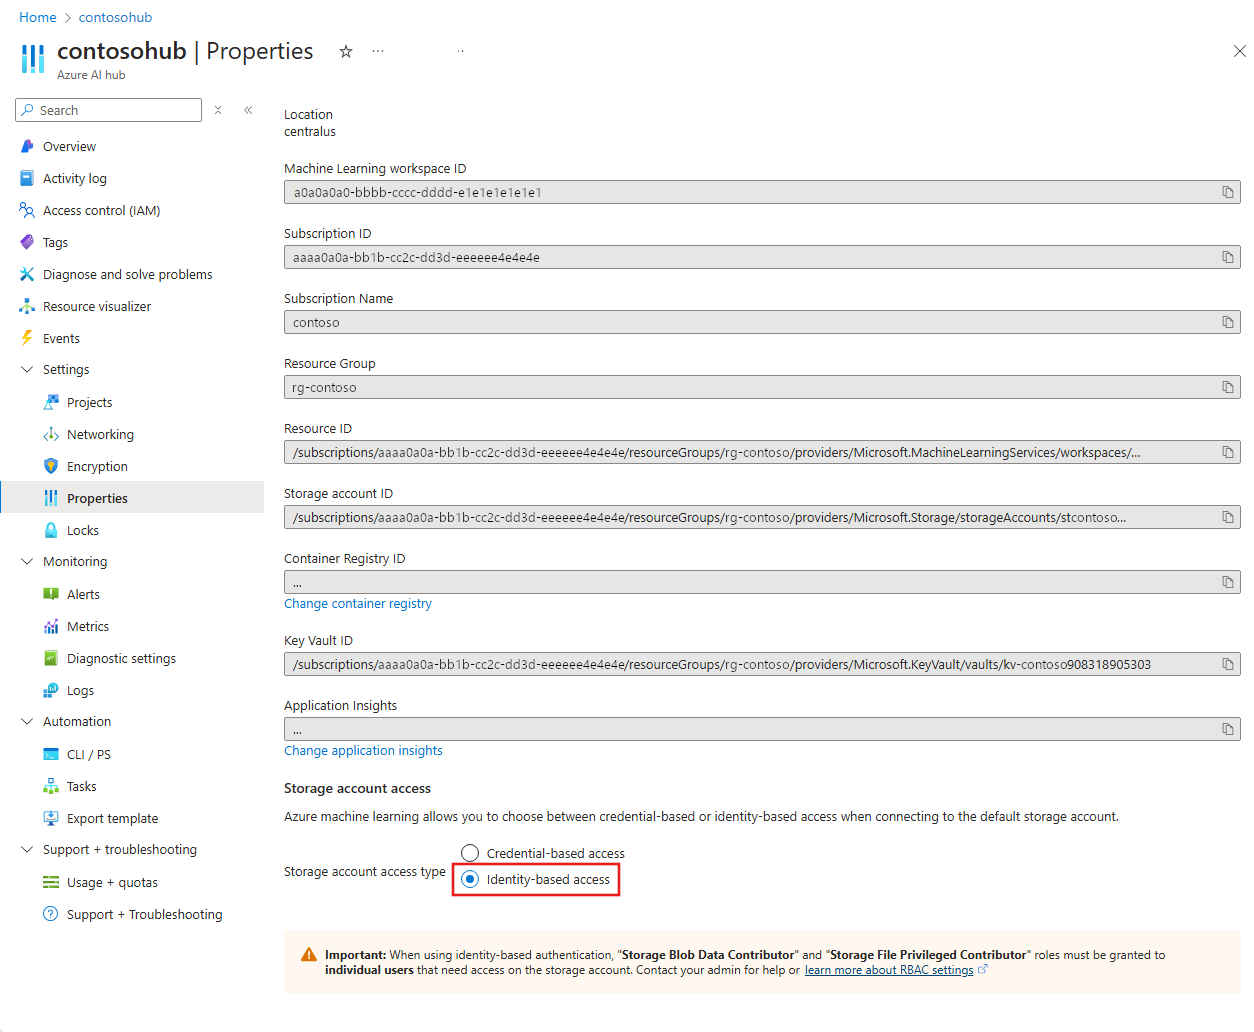 Home > contosohub
contosohub | Properties
Azure AI hub
Search
Overview
Activity log
Access control (IAM)
Tags
Diagnose and solve problems
Resource visualizer
Events
Settings
Projects
Networking
Encryption
Properties
Locks
Monitoring
Alerts
Metrics
Diagnostic settings
Logs
Automation
CLI / PS
Tasks
Export template
Support + troubleshooting
Usage + quotas
Support + Troubleshooting
Location
centralus
Machine Learning workspace ID
a0a0a0a0-bbbb-cccc-dddd-e1e1e1e1e1e1
Subscription ID
aaaa0a0a-bb1b-cc2c-dd3d-eeeeee4e4e4e
Subscription Name
contoso
Resource Group
rg-contoso
Resource ID
/subscriptions/aaaa0a0a-bb1b-cc2c-dd3d-eeeeee4e4e4e/resourceGroups/rg-contoso/providers/Microsoft.MachineLearningServices/workspaces/...
Storage account ID
/subscriptions/aaaa0a0a-bb1b-cc2c-dd3d-eeeeee4e4e4e/resourceGroups/rg-contoso/providers/Microsoft.Storage/storageAccounts/stcontoso...
Container Registry ID
...
Change container registry
Key Vault ID
/subscriptions/aaaa0a0a-bb1b-cc2c-dd3d-eeeeee4e4e4e/resourceGroups/rg-contoso/providers/Microsoft.KeyVault/vaults/kv-contoso908318905303
Application Insights
...
Change application insights
Storage account access
Azure machine learning allows you to choose between credential-based or identity-based access when connecting to the default storage account.
Storage account access type
Credential-based access
Identity-based access
Important: When using identity-based authentication, "Storage Blob Data Contributor" and "Storage File Privileged Contributor" roles must be granted to
individual users that need access on the storage account. Contact your admin for help or learn more about RBAC settings